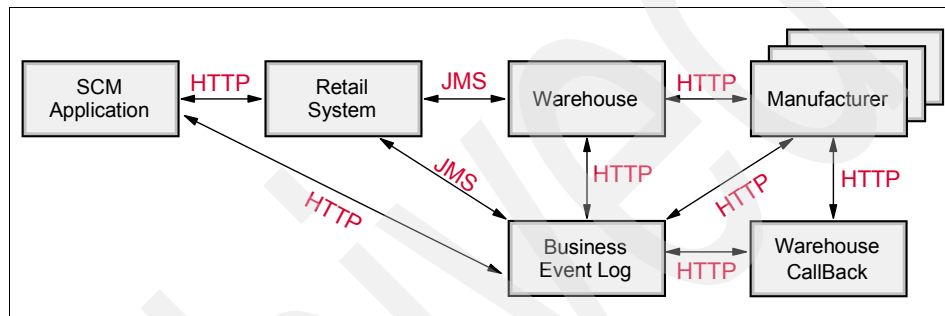 SCM
Application
HTTP
Retail
System
JMS
Warehouse
HTTP
Manufacturer
HTTP
JMS
HTTP
HTTP
HTTP
Business
Event Log
HTTP
Warehouse
CallBack